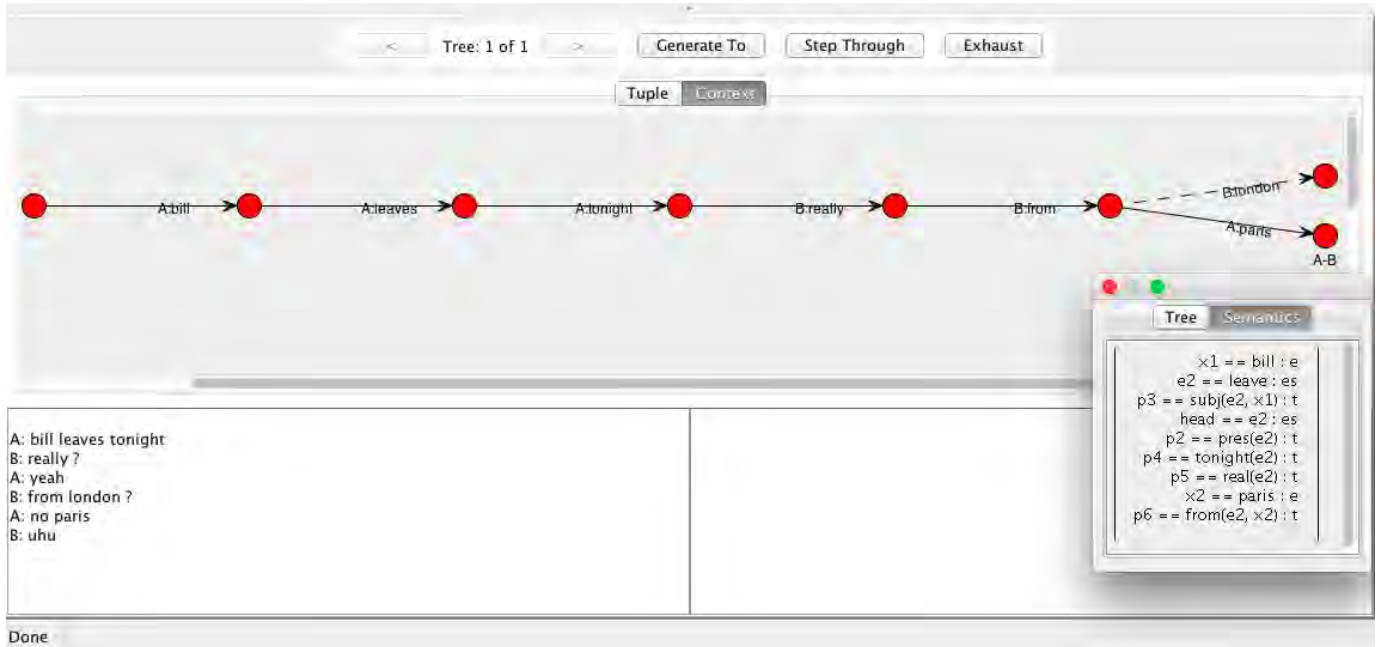 < Tree: 1 of 1 > Generate To Step Through Exhaust
Tuple Context
A:bill A:leaves A:tonight B:really B:from B:london
A:paris
A-B
Tree Semantics
x1 == bill : e
e2 == leave : es
p3 == subj(e2, x1) : t
head == e2 : es
p2 == pres(e2) : t
p4 == tonight(e2) : t
p5 == real(e2) : t
x2 == paris : e
p6 == from(e2, x2) : t
A: bill leaves tonight
B: really ?
A: yeah
B: from london ?
A: no paris
B: uhu
Done